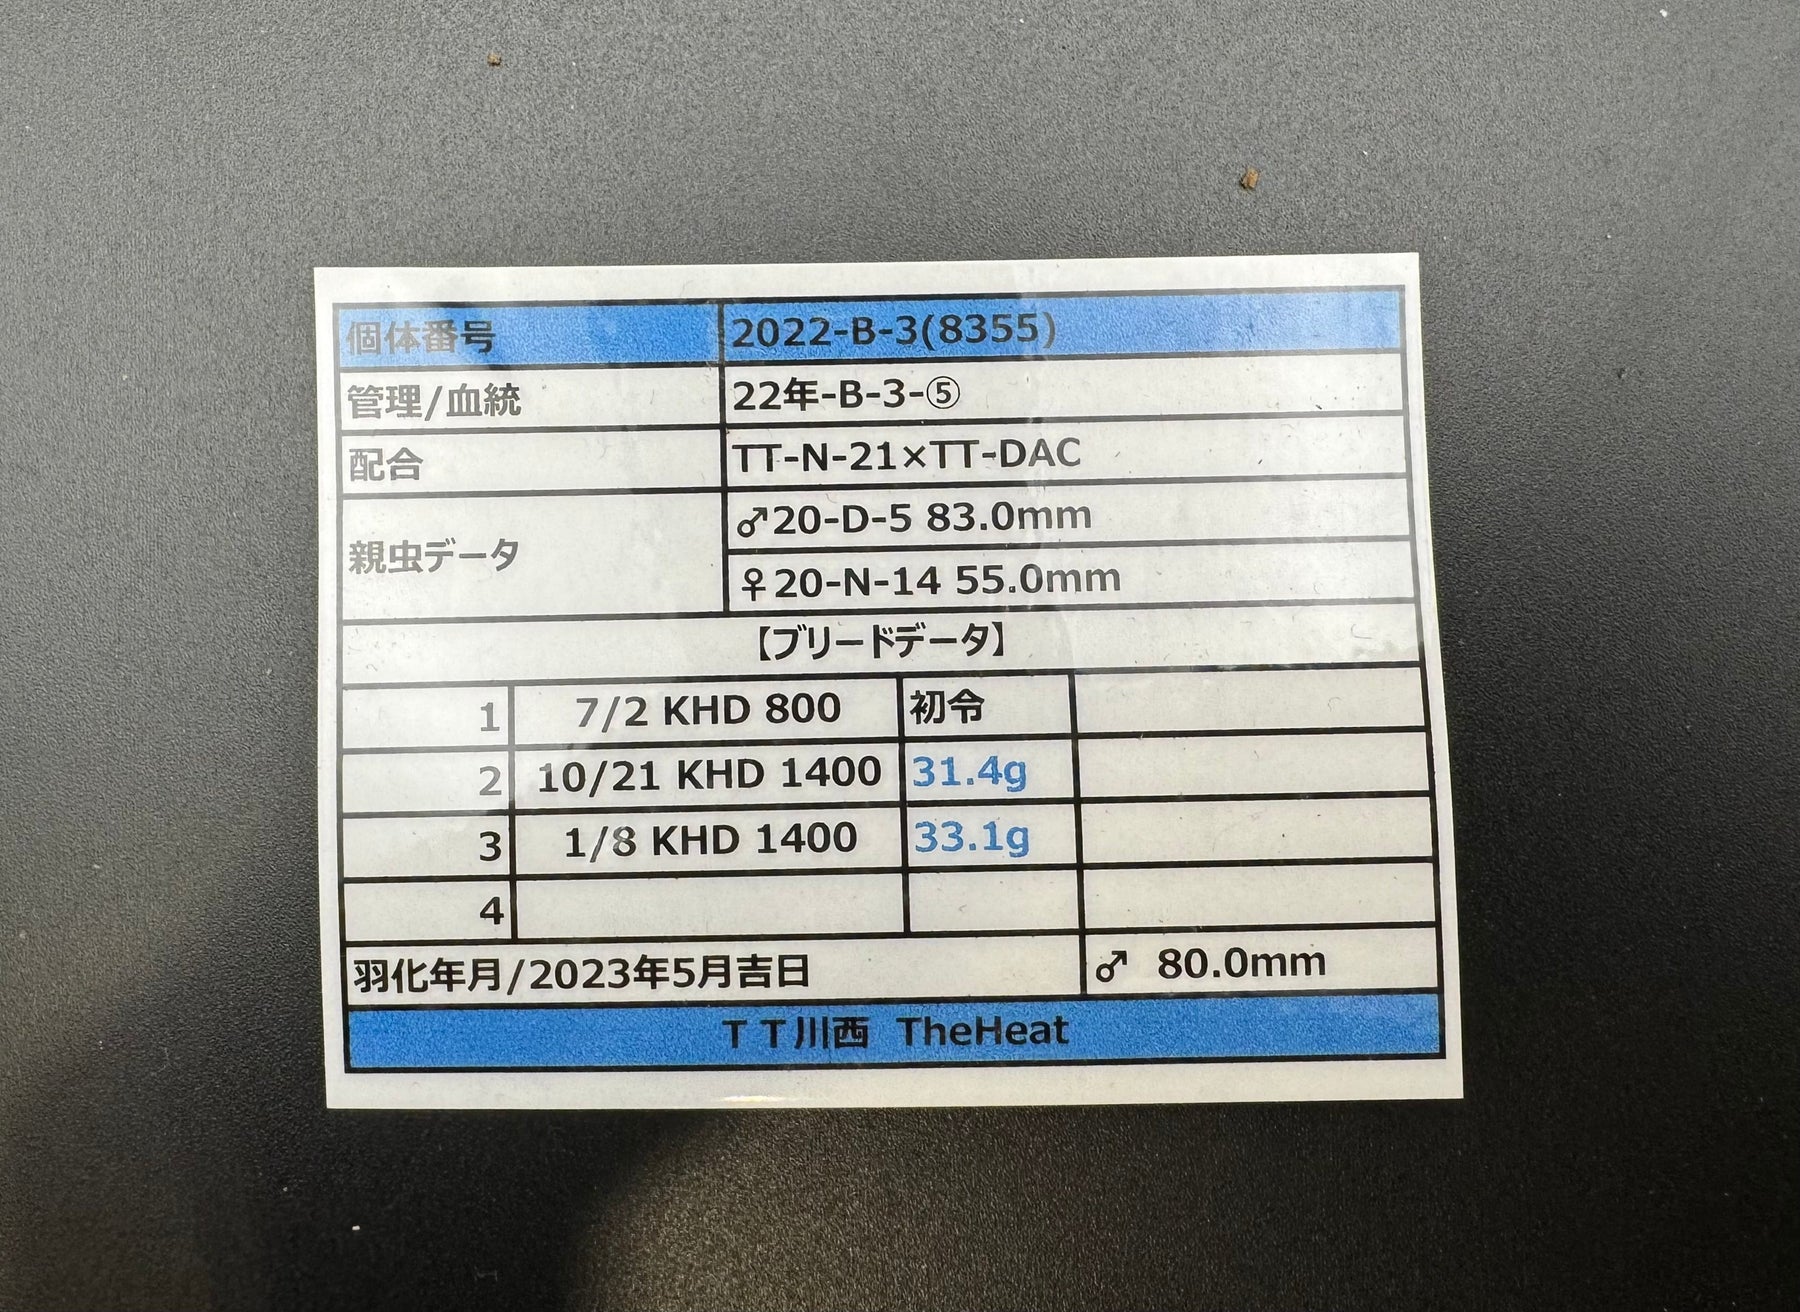 個体番号 2022-B-3(8355)
管理/血統 22年-B-3-⑤
配合 TT-N-21×TT-DAC
親虫データ ♂20-D-5 83.0mm
♀20-N-14 55.0mm
【ブリードデータ】
1 7/2 KHD 800 初令
2 10/21 KHD 1400 31.4g
3 1/8 KHD 1400 33.1g
4
羽化年月/2023年5月吉日 ♂ 80.0mm
ＴＴ川西 TheHeat